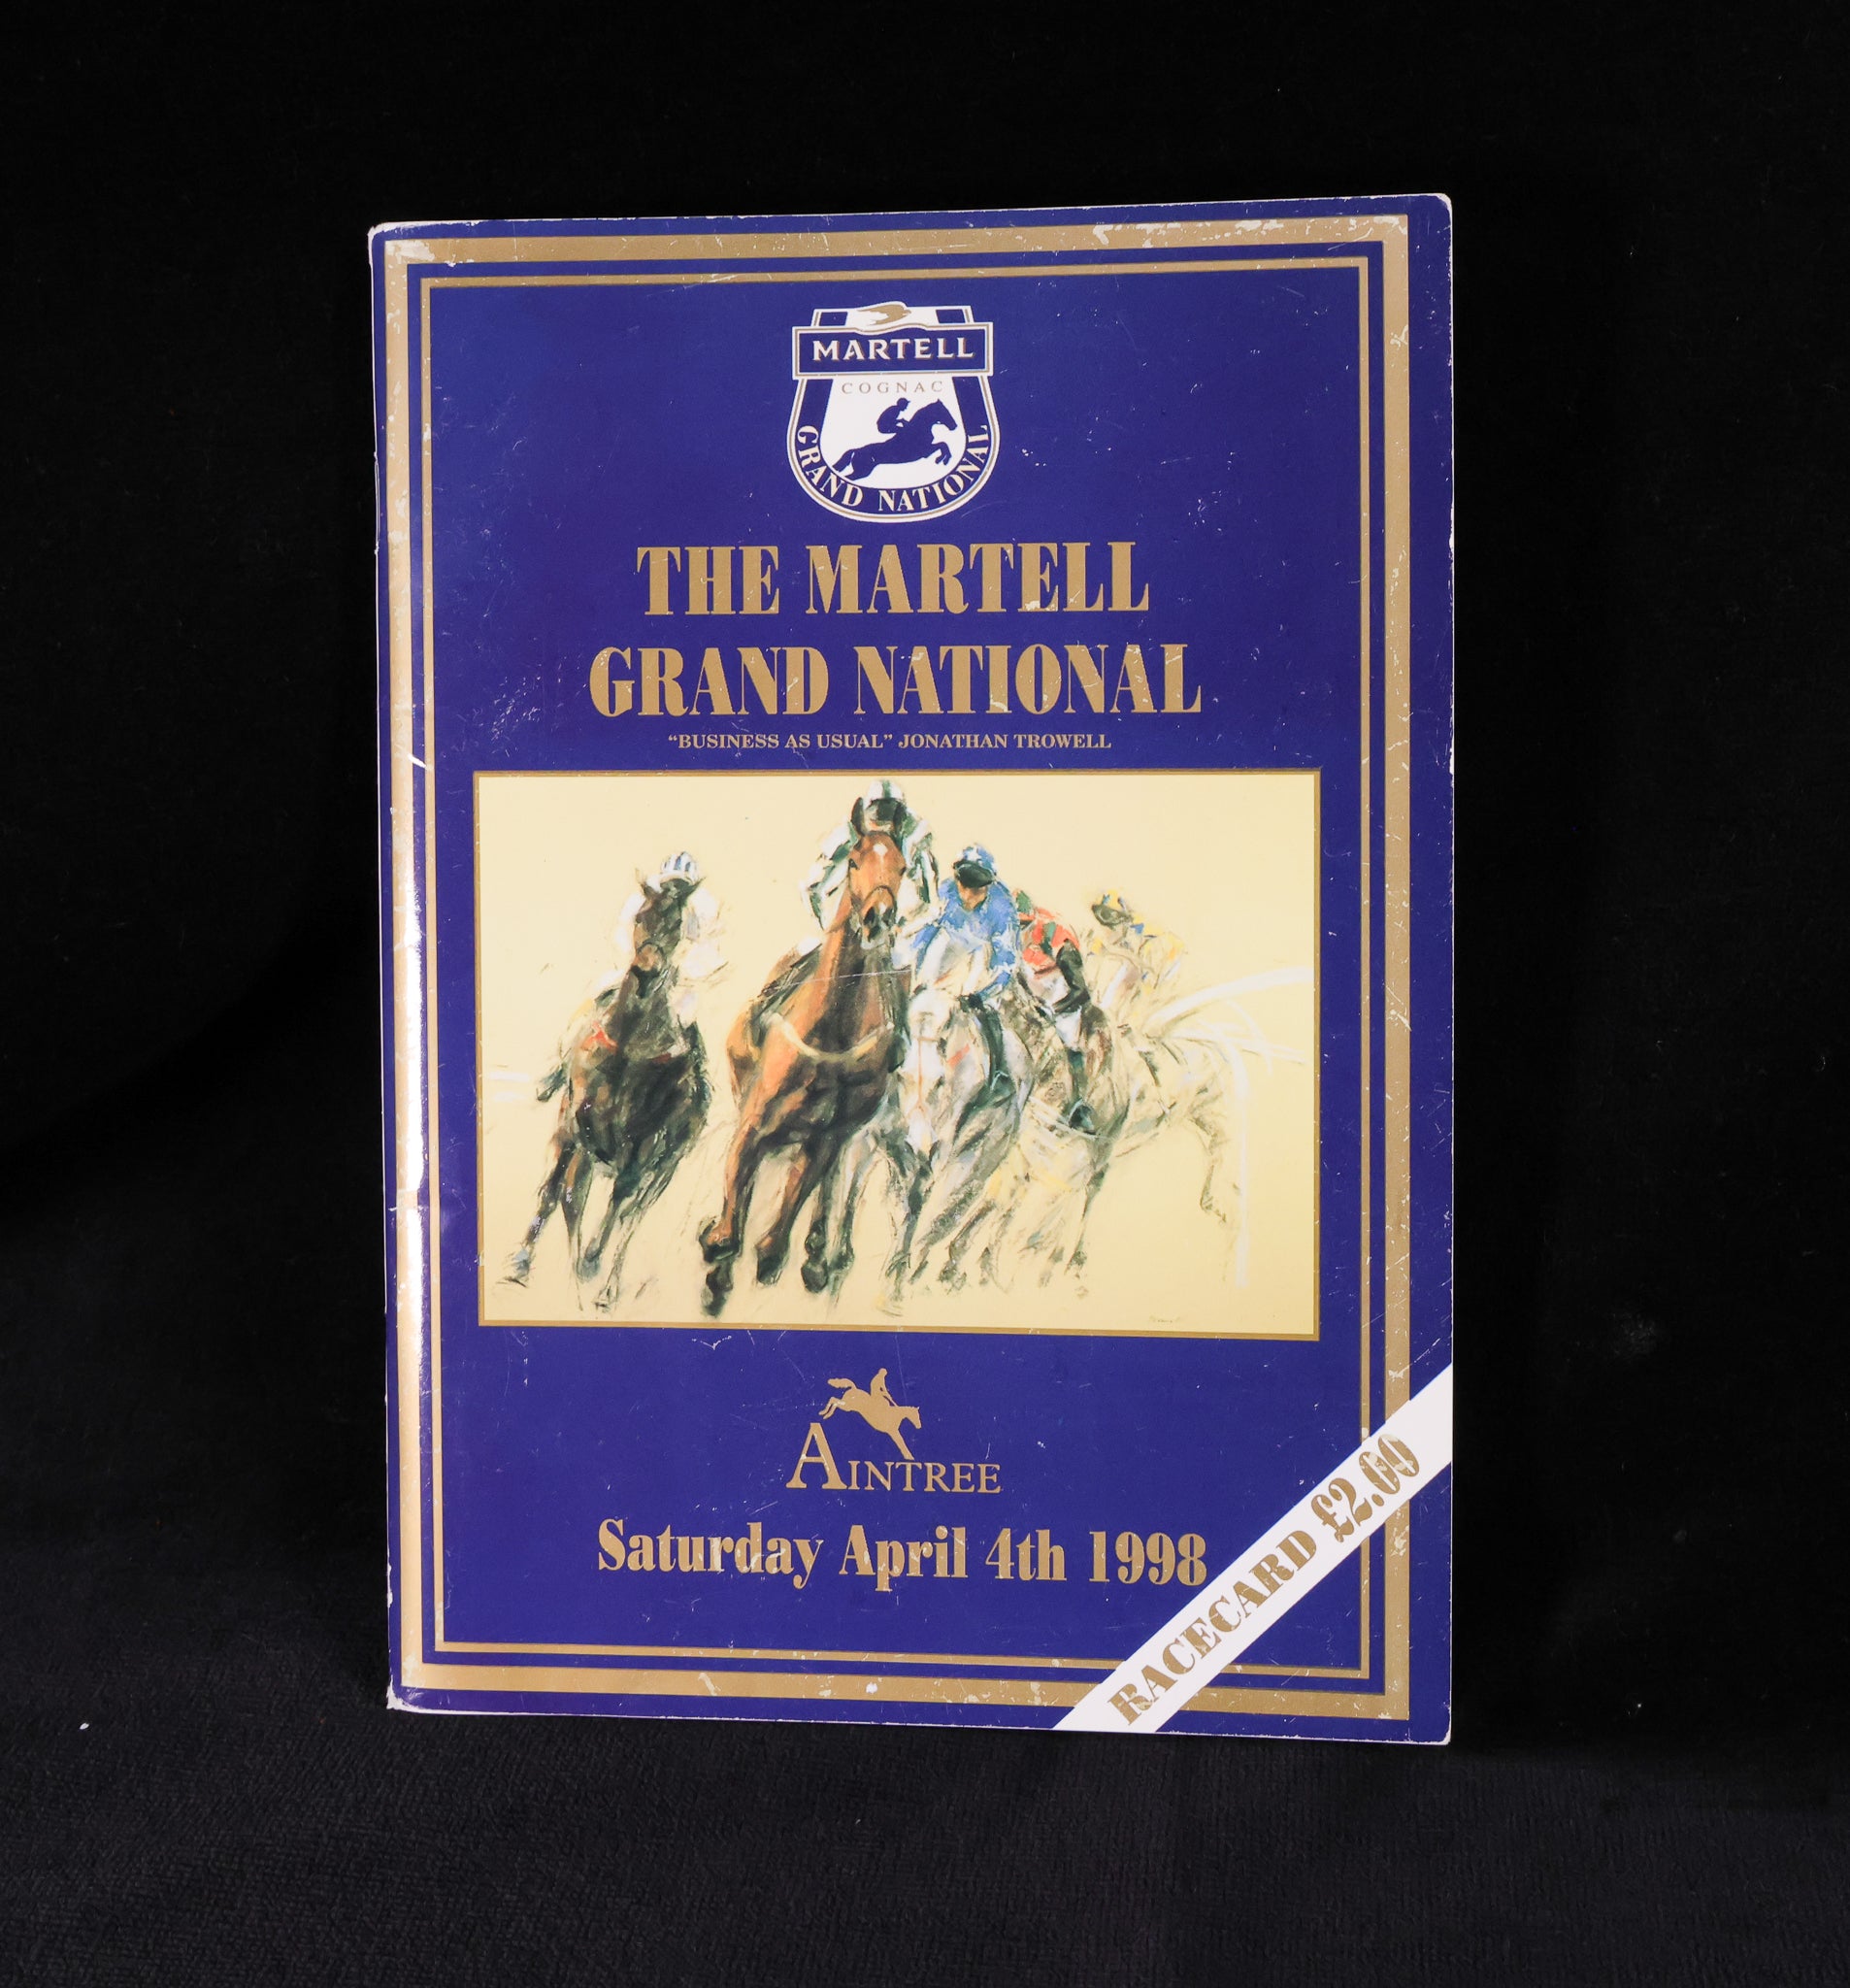 MARTELL
COGNAC
GRAND NATIONAL
THE MARTELL
GRAND NATIONAL
“BUSINESS AS USUAL” JONATHAN TROWELL
AINTREE
Saturday April 4th 1998
RACECARD £2.00